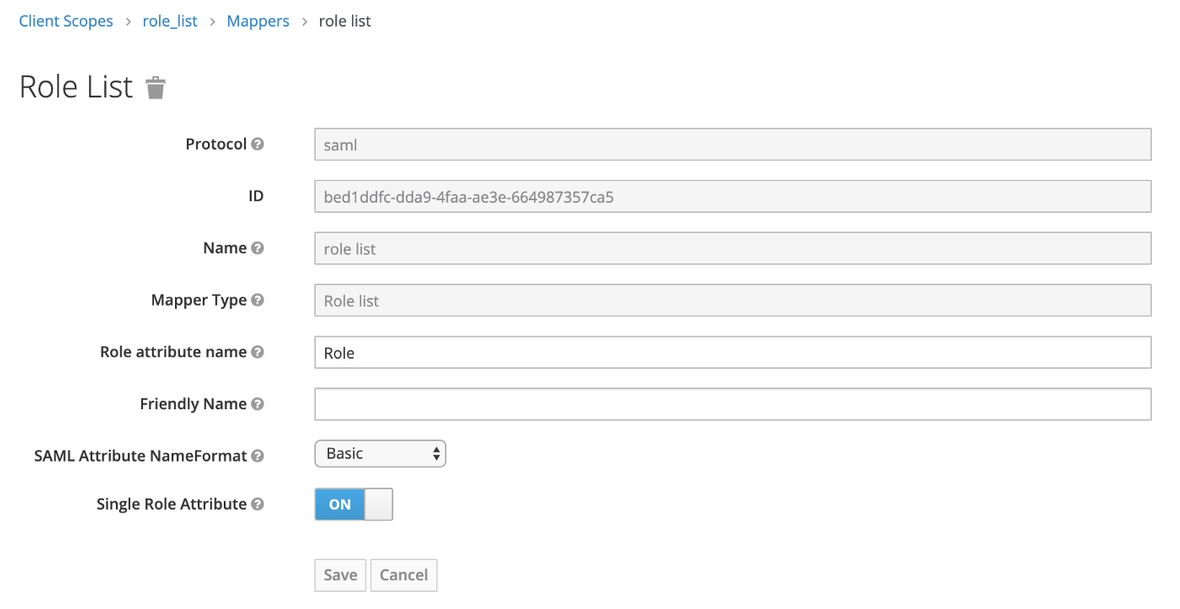 Client Scopes > role_list > Mappers > role list
Role List
Protocol ? saml
ID bed1ddfc-dda9-4faa-ae3e-664987357ca5
Name ? role list
Mapper Type ? Role list
Role attribute name ? Role
Friendly Name ?
SAML Attribute NameFormat ? Basic
Single Role Attribute ? ON
Save Cancel